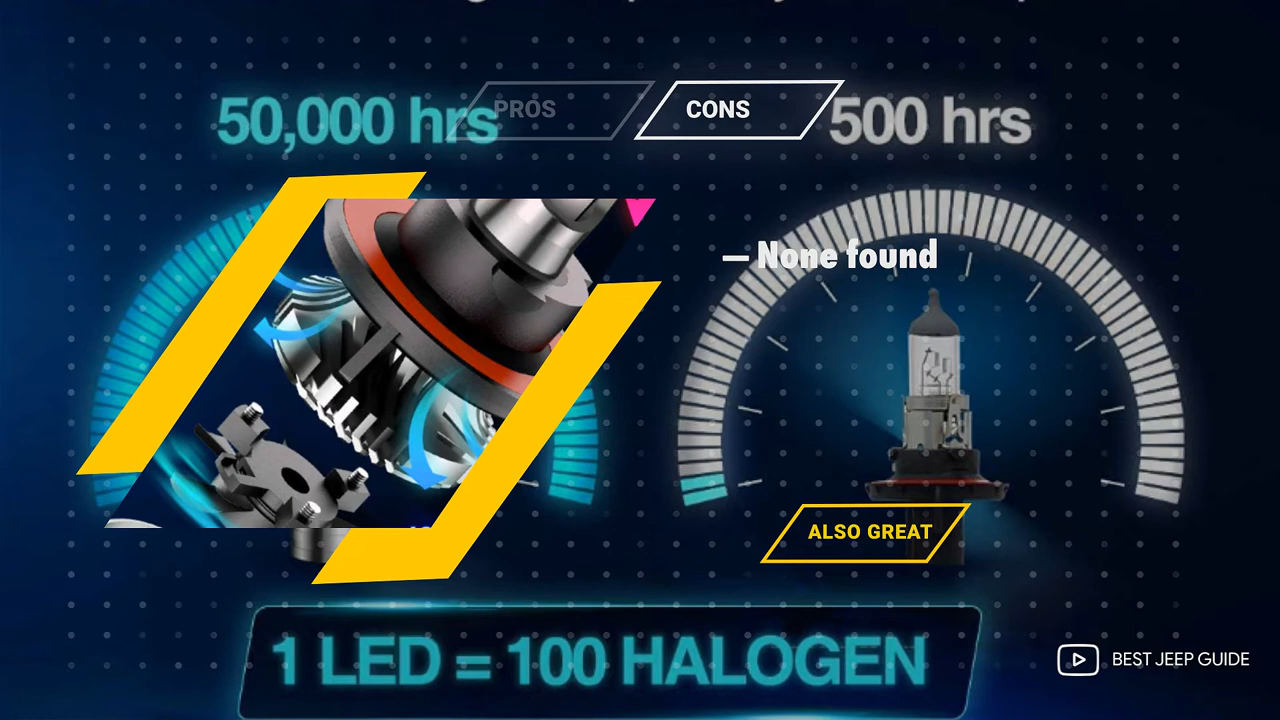 50,000 hrs
PROS
CONS
500 hrs
— None found
ALSO GREAT
1 LED = 100 HALOGEN
BEST JEEP GUIDE